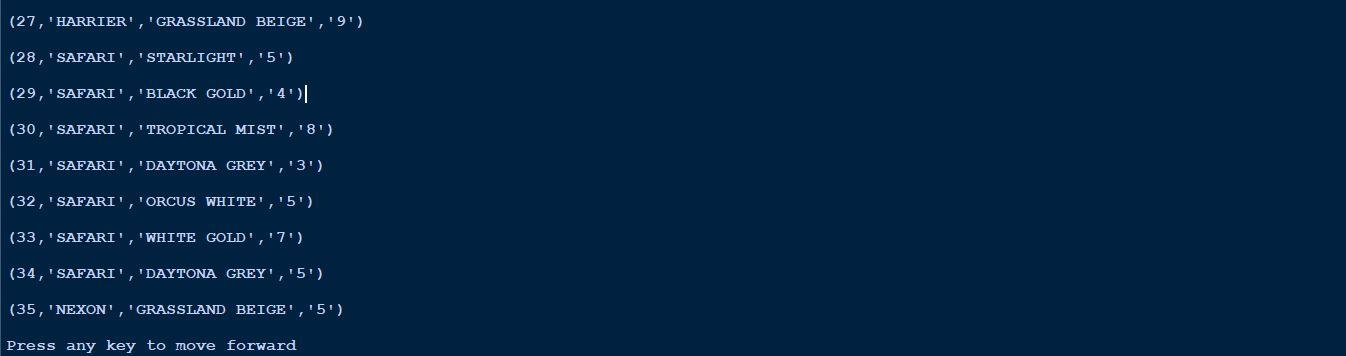 (27,'HARRIER','GRASSLAND BEIGE','9')
(28,'SAFARI','STARLIGHT','5')
(29,'SAFARI','BLACK GOLD','4')
(30,'SAFARI','TROPICAL MIST','8')
(31,'SAFARI','DAYTONA GREY','3')
(32,'SAFARI','ORCUS WHITE','5')
(33,'SAFARI','WHITE GOLD','7')
(34,'SAFARI','DAYTONA GREY','5')
(35,'NEXON','GRASSLAND BEIGE','5')
Press any key to move forward